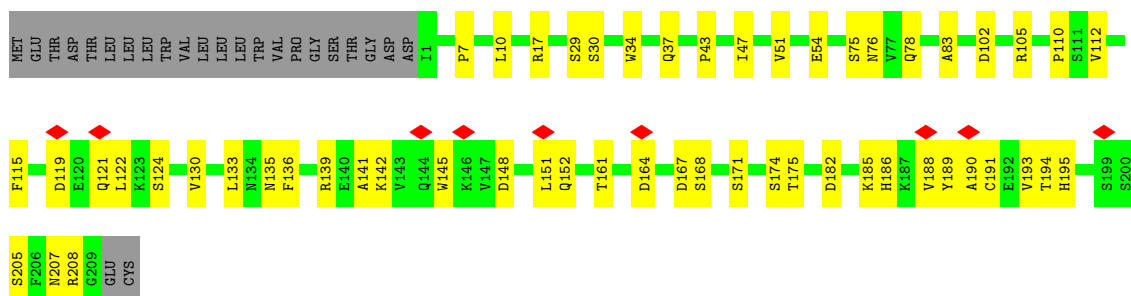 MET GLU THR ASP THR LEU LEU LEU TRP VAL LEU LEU LEU TRP VAL PRO GLY SER THR GLY ASP ASP I1 P7 L10 R17 S29 S30 W34 Q37 P43 I47 V51 E54 S75 N76 V77 Q78 A83 D102 R105 P110 S111 V112
F115 D119 E120 Q121 L122 K123 S124 V130 L133 N134 N135 F136 R139 E140 A141 K142 V143 Q144 W145 K146 V147 D148 L151 Q152 T161 D164 D167 S168 S171 S174 T175 D182 K185 H186 K187 V188 Y189 A190 C191 E192 V193 T194 H195 S199 S200
S205 F206 N207 R208 G209 GLU CYS